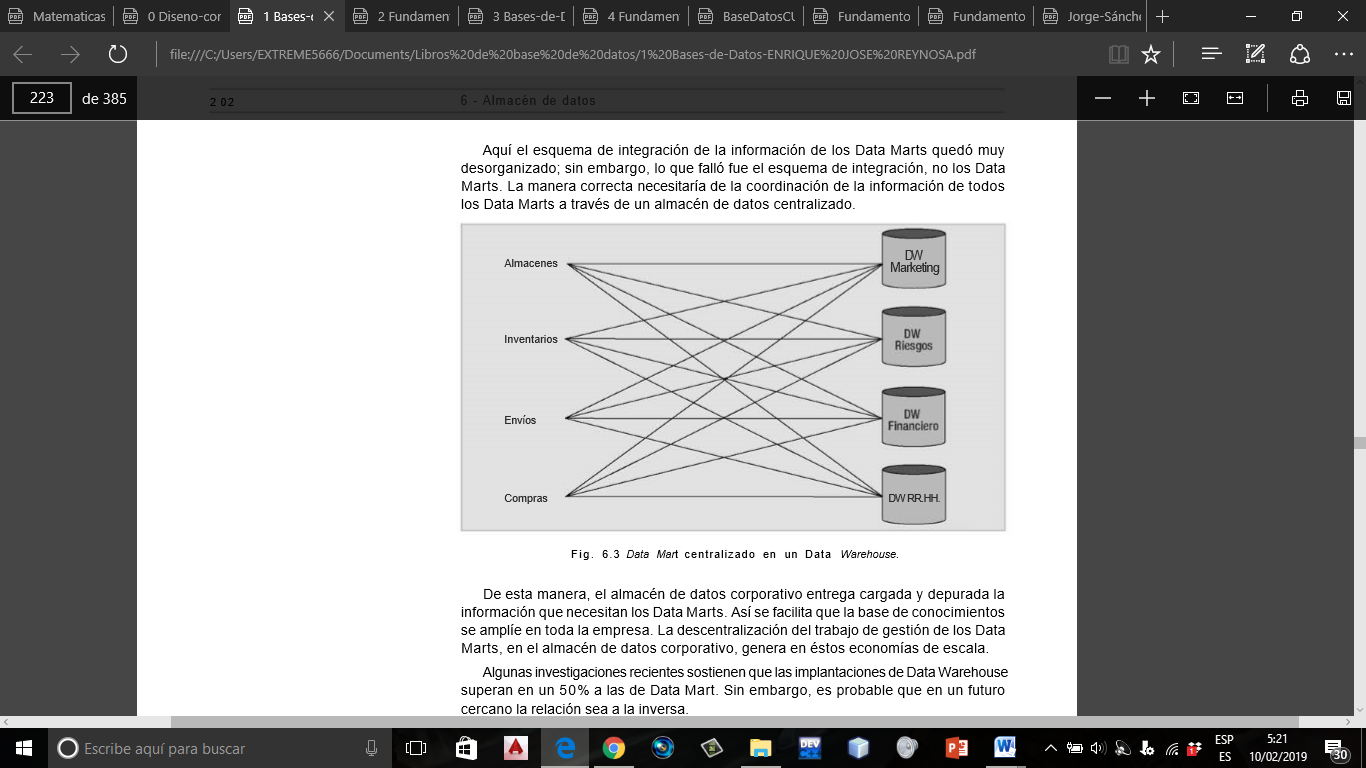 Matematicas
0 Diseno-cor
1 Bases-d
2 Fundamen
3 Bases-de-D
4 Fundamen
BaseDatosCU
Fundamento
Fundamento
Jorge-Sánche
file:///C:/Users/EXTREME5666/Documents/Libros%20de%20base%20de%20datos/1%20Bases-de-Datos-ENRIQUE%20JOSE%20REYNOSA.pdf
223 de 385
2 02 6 - Almacén de datos
Aquí el esquema de integración de la información de los Data Marts quedó muy
desorganizado; sin embargo, lo que falló fue el esquema de integración, no los Data
Marts. La manera correcta necesitaría de la coordinación de la información de todos
los Data Marts a través de un almacén de datos centralizado.
Almacenes
DW
Marketing
Inventarios
DW
Riesgos
Envíos
DW
Financiero
Compras
DW RR.HH.
Fig. 6.3 Data Mart centralizado en un Data Warehouse.
De esta manera, el almacén de datos corporativo entrega cargada y depurada la
información que necesitan los Data Marts. Así se facilita que la base de conocimientos
se amplíe en toda la empresa. La descentralización del trabajo de gestión de los Data
Marts, en el almacén de datos corporativo, genera en éstos economías de escala.
Algunas investigaciones recientes sostienen que las implantaciones de Data Warehouse
superan en un 50% a las de Data Mart. Sin embargo, es probable que en un futuro
cercano la relación sea a la inversa.
Escribe aquí para buscar
ESP
ES
5:21
10/02/2019
30